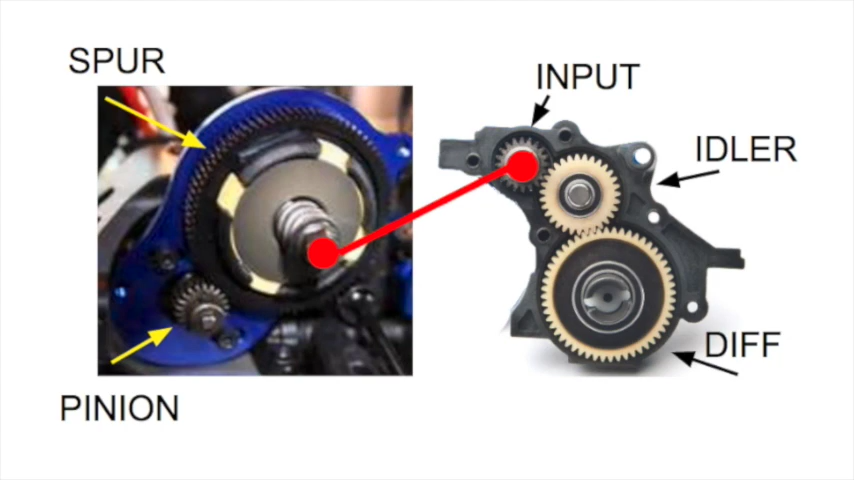 SPUR
INPUT
IDLER
DIFF
PINION